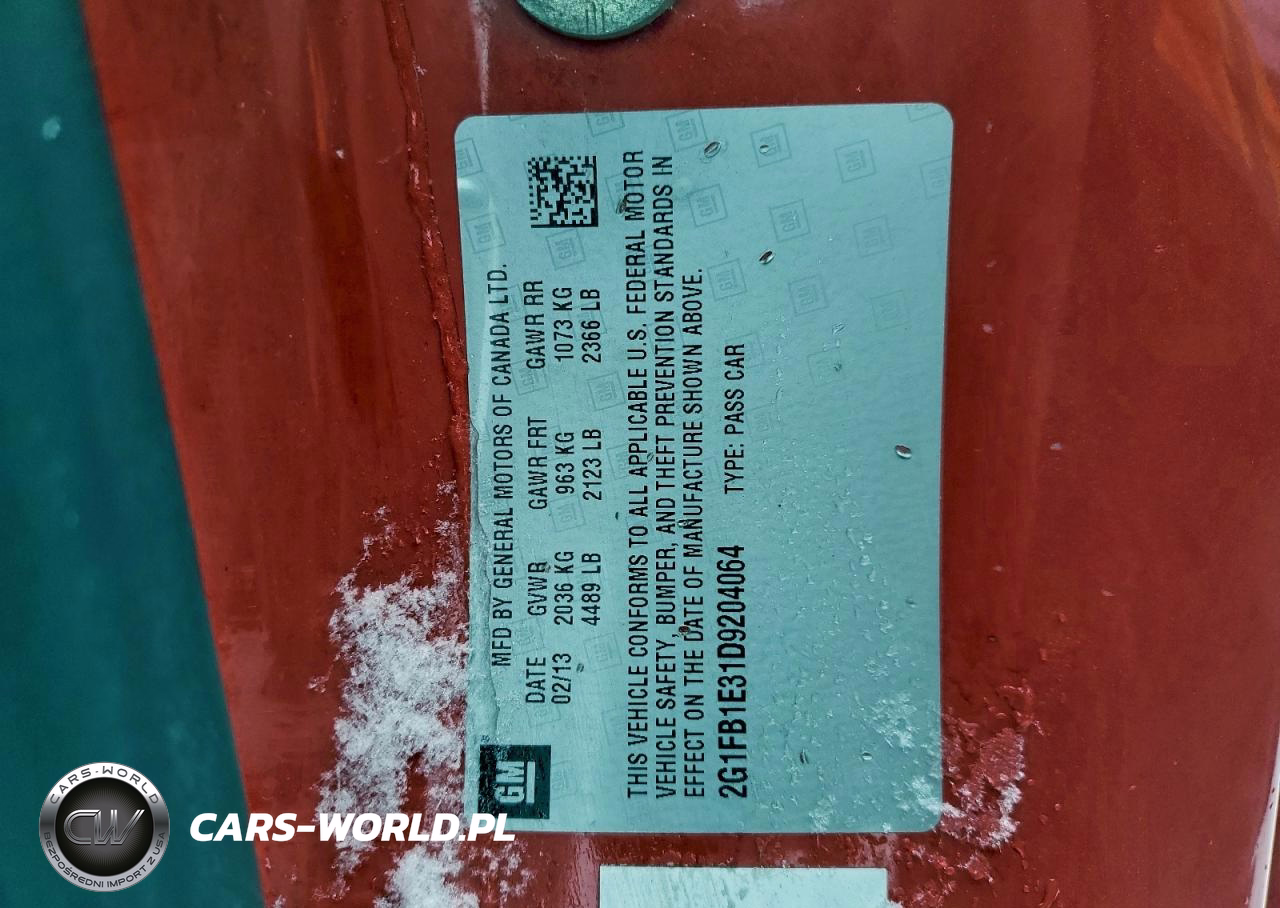 MFD BY GENERAL MOTORS OF CANADA LTD.
DATE GVWR GAWR FRT GAWR RR
02/13 2036 KG 963 KG 1073 KG
4489 LB 2123 LB 2366 LB
GM
THIS VEHICLE CONFORMS TO ALL APPLICABLE U.S. FEDERAL MOTOR
VEHICLE SAFETY, BUMPER, AND THEFT PREVENTION STANDARDS IN
EFFECT ON THE DATE OF MANUFACTURE SHOWN ABOVE.
2G1FB1E31D9204064 TYPE: PASS CAR
CARS-WORLD
CW
BEZPOŚREDNI IMPORT Z USA
CARS-WORLD.PL